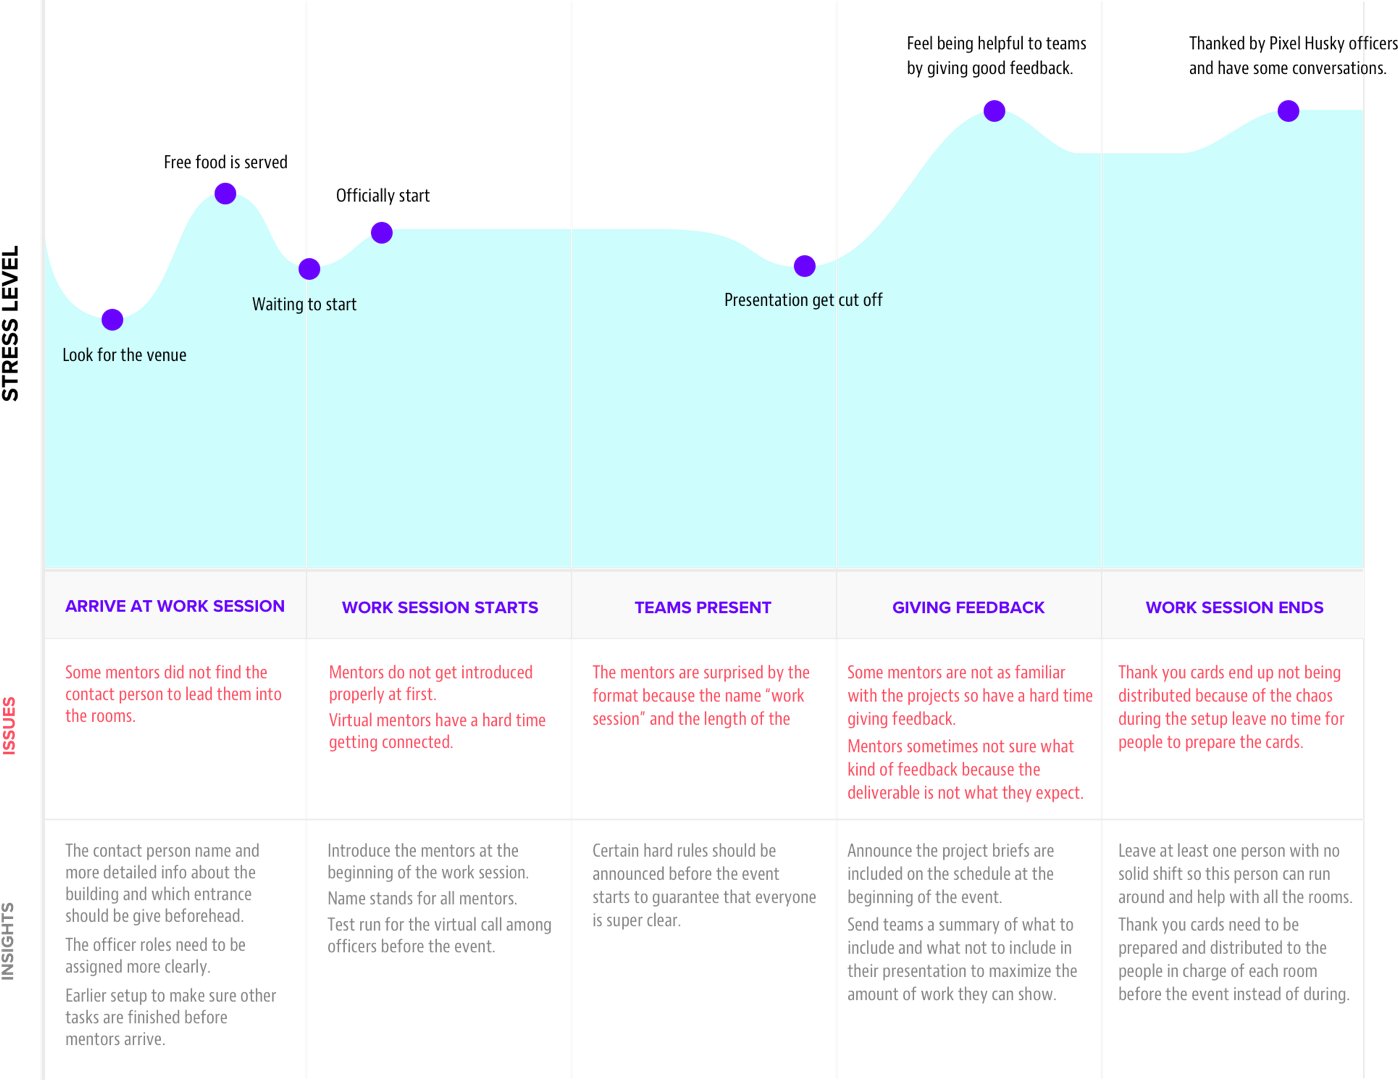 Feel being helpful to teams
by giving good feedback.
Thanked by Pixel Husky officers
and have some conversations.
Free food is served
Officially start
Waiting to start
Presentation get cut off
Look for the venue
STRESS LEVEL
ARRIVE AT WORK SESSION
WORK SESSION STARTS
TEAMS PRESENT
GIVING FEEDBACK
WORK SESSION ENDS
ISSUES
Some mentors did not find the
contact person to lead them into
the rooms.
Mentors do not get introduced
properly at first.
Virtual mentors have a hard time
getting connected.
The mentors are surprised by the
format because the name “work
session” and the length of the
Some mentors are not as familiar
with the projects so have a hard time
giving feedback.
Mentors sometimes not sure what
kind of feedback because the
deliverable is not what they expect.
Thank you cards end up not being
distributed because of the chaos
during the setup leave no time for
people to prepare the cards.
INSIGHTS
The contact person name and
more detailed info about the
building and which entrance
should be give beforehead.
The officer roles need to be
assigned more clearly.
Earlier setup to make sure other
tasks are finished before
mentors arrive.
Introduce the mentors at the
beginning of the work session.
Name stands for all mentors.
Test run for the virtual call among
officers before the event.
Certain hard rules should be
announced before the event
starts to guarantee that everyone
is super clear.
Announce the project briefs are
included on the schedule at the
beginning of the event.
Send teams a summary of what to
include and what not to include in
their presentation to maximize the
amount of work they can show.
Leave at least one person with no
solid shift so this person can run
around and help with all the rooms.
Thank you cards need to be
prepared and distributed to the
people in charge of each room
before the event instead of during.